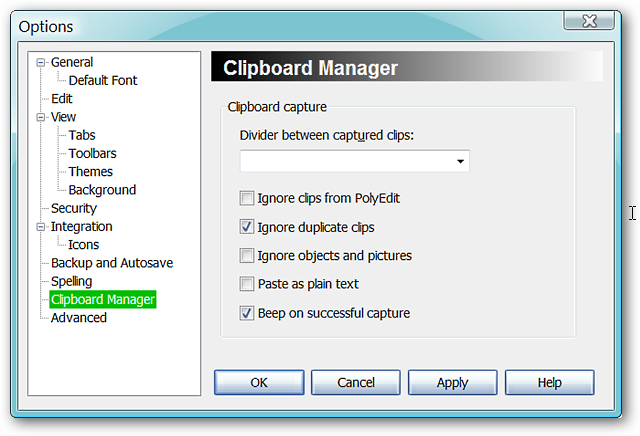 Options
General
Default Font
Edit
View
Tabs
Toolbars
Themes
Background
Security
Integration
Icons
Backup and Autosave
Spelling
Clipboard Manager
Advanced
Clipboard Manager
Clipboard capture
Divider between captured clips:
Ignore clips from PolyEdit
Ignore duplicate clips
Ignore objects and pictures
Paste as plain text
Beep on successful capture
OK Cancel Apply Help